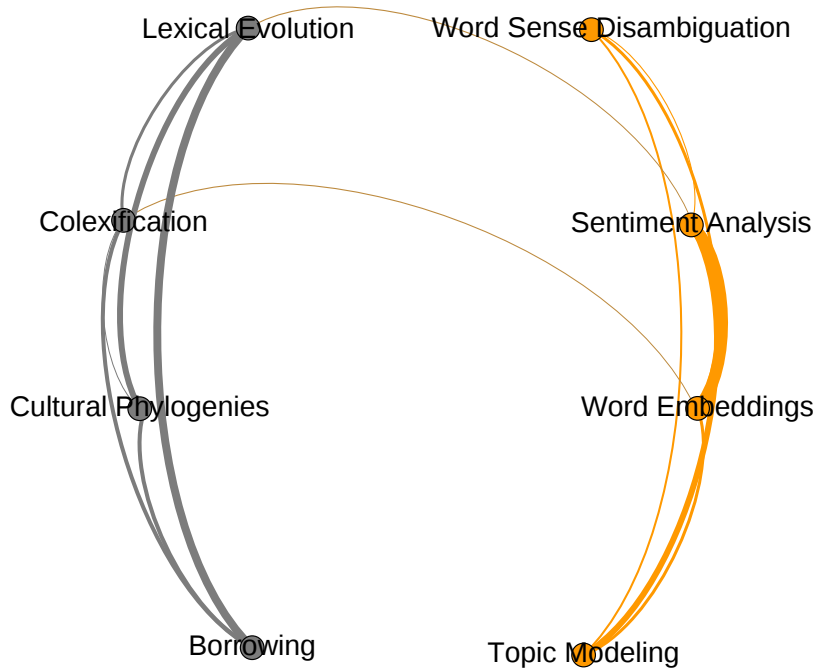 Lexical Evolution
Word Sense Disambiguation
Colexification
Sentiment Analysis
Cultural Phylogenies
Word Embeddings
Borrowing
Topic Modeling